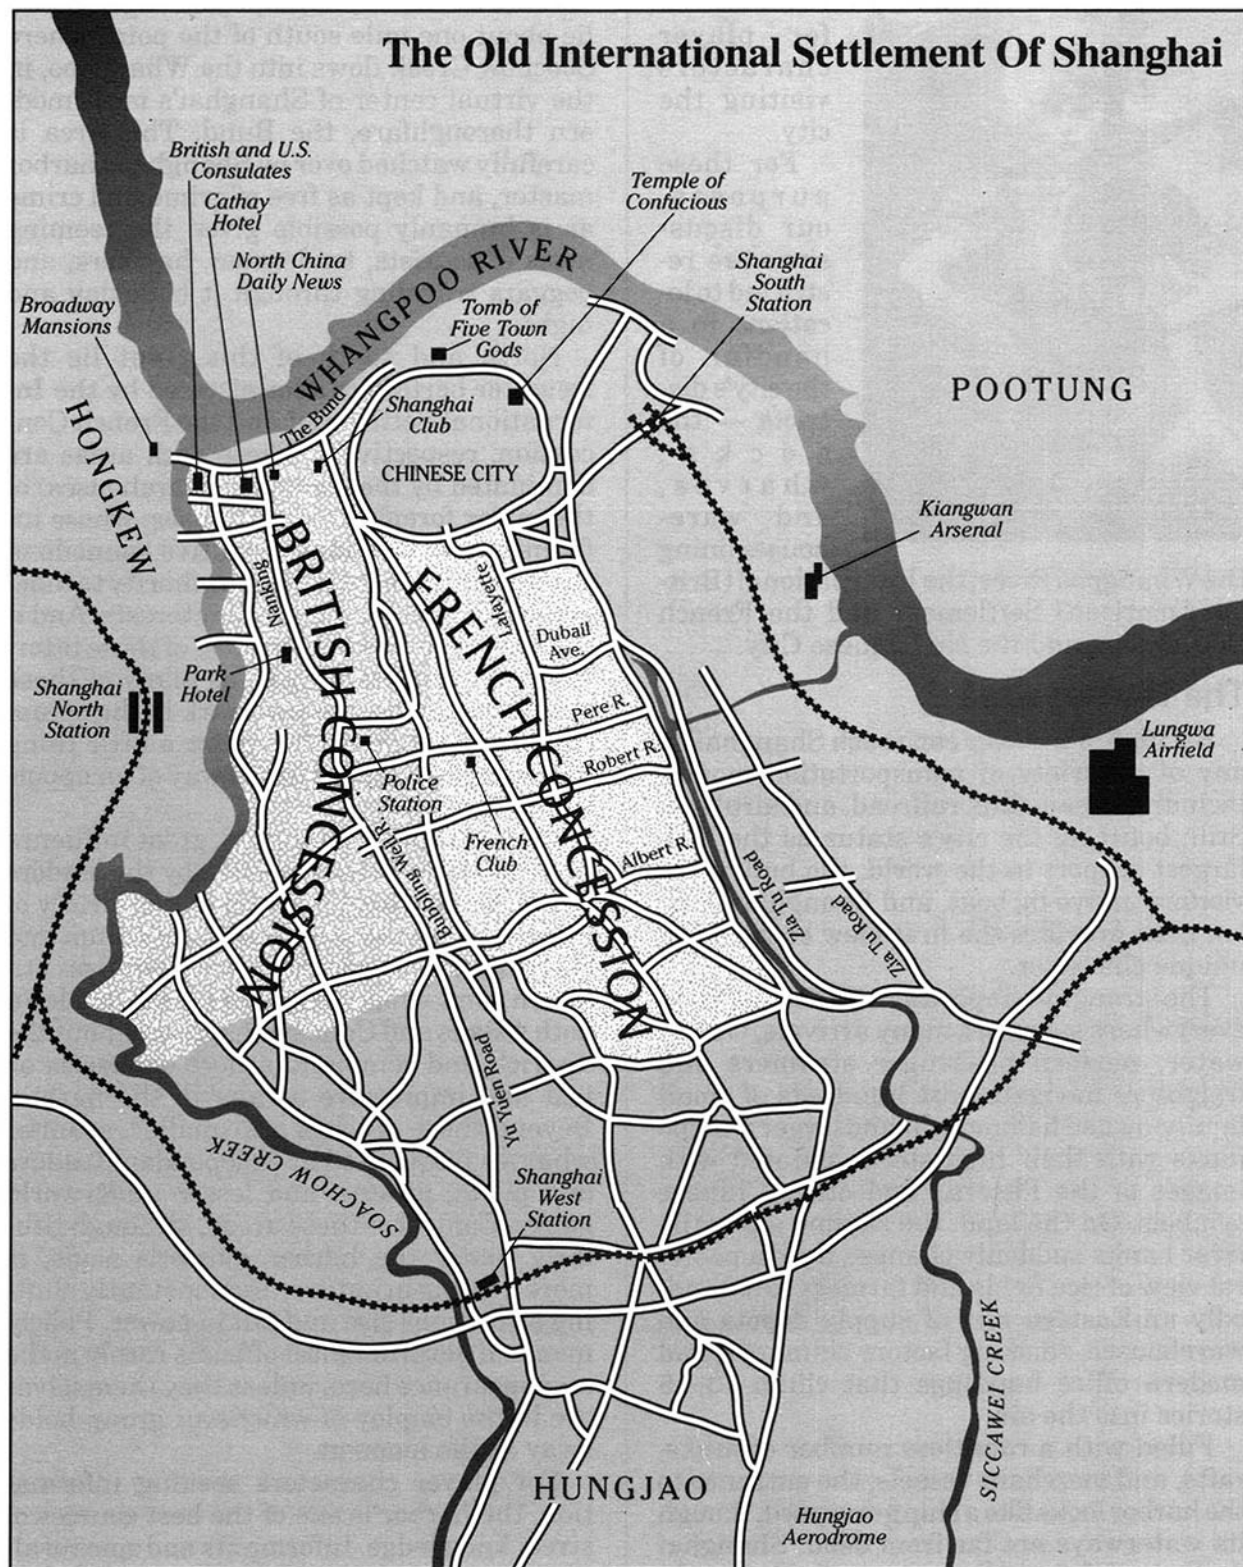 The Old International Settlement Of Shanghai
British and U.S.
Consulates
Cathay
Hotel
North China
Daily News
Broadway
Mansions
Temple of
Confucious
Shanghai
South
Station
Tomb of
Five Town
Gods
WHANGPOO RIVER
The Bund
Shanghai
Club
POOTUNG
HONGKEW
CHINESE CITY
Kiangwan
Arsenal
BRITISH CONCESSION
FRENCH CONCESSION
Nanking
Lafayette
Dubail
Ave.
Park
Hotel
Shanghai
North
Station
Pere R.
Robert R.
Lungwa
Airfield
Police
Station
French
Club
Albert R.
Bubbling Well R.
Zia Tu Road
Zia Tu Road
Yu Yuen Road
SOACHOW CREEK
Shanghai
West
Station
SICCAWEI CREEK
HUNGJAO
Hungjao
Aerodrome